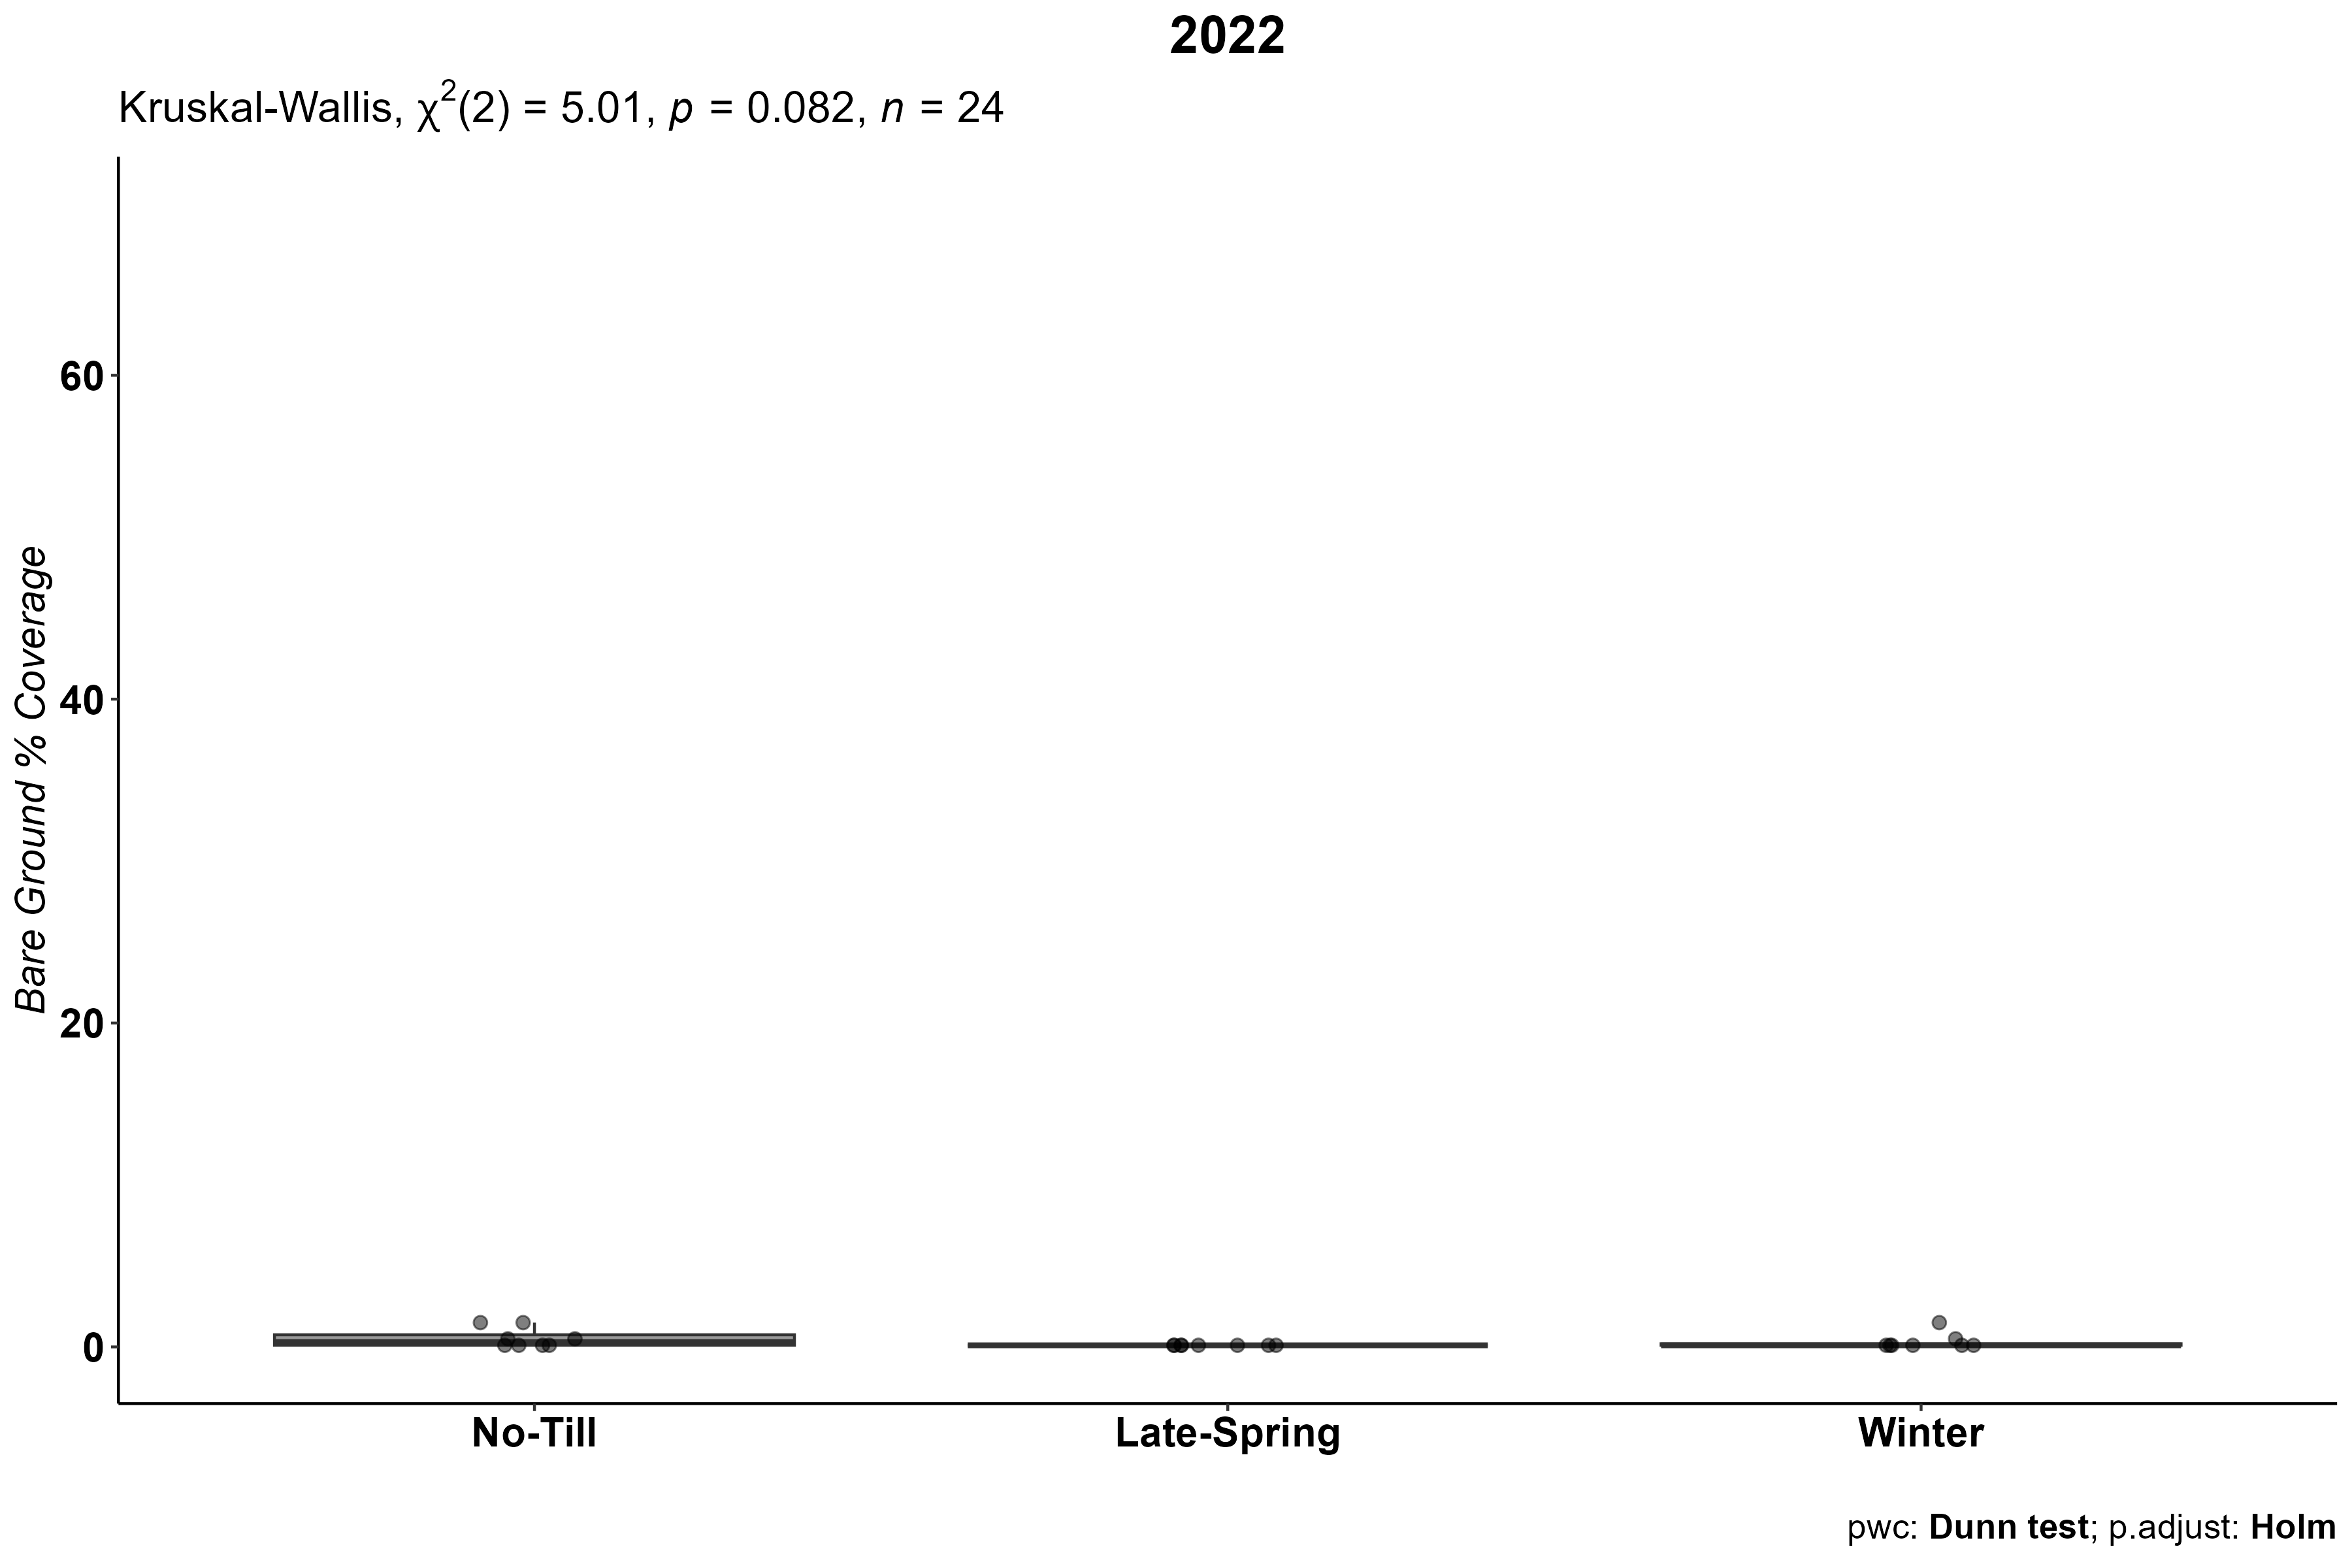 2022
Kruskal-Wallis, χ²(2) = 5.01, p = 0.082, n = 24
Bare Ground % Coverage
60
40
20
0
No-Till Late-Spring Winter
pwc: Dunn test; p.adjust: Holm